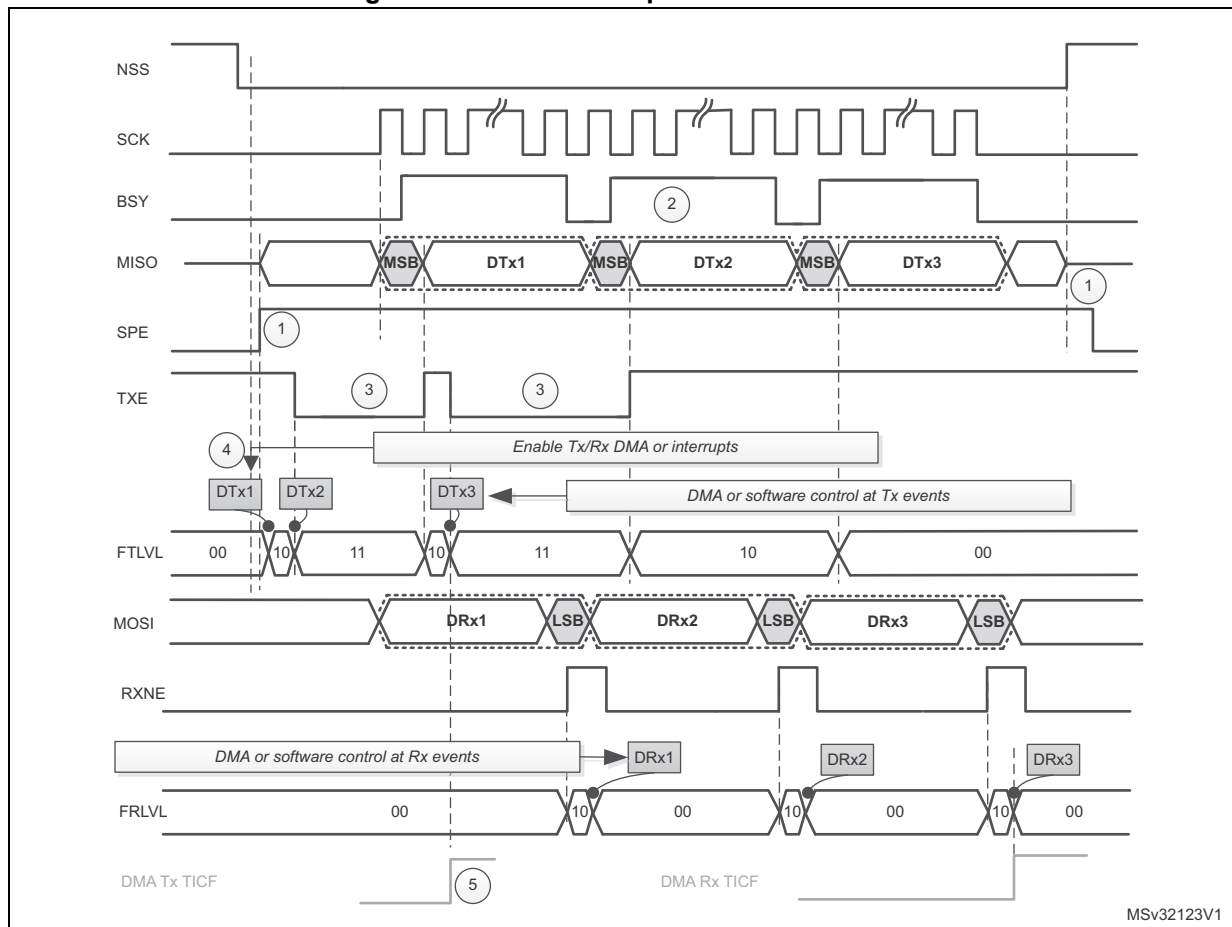 NSS
SCK
BSY
2
MISO
MSB DTx1 MSB DTx2 MSB DTx3
1
SPE
1
TXE
3 3
4
Enable Tx/Rx DMA or interrupts
DTx1 DTx2 DTx3
DMA or software control at Tx events
FTLVL 00 10 11 10 11 10 00
MOSI DRx1 LSB DRx2 LSB DRx3 LSB
RXNE
DMA or software control at Rx events DRx1 DRx2 DRx3
FRLVL 00 10 00 10 00 10 00
DMA Tx TICF 5 DMA Rx TICF
MSv32123V1